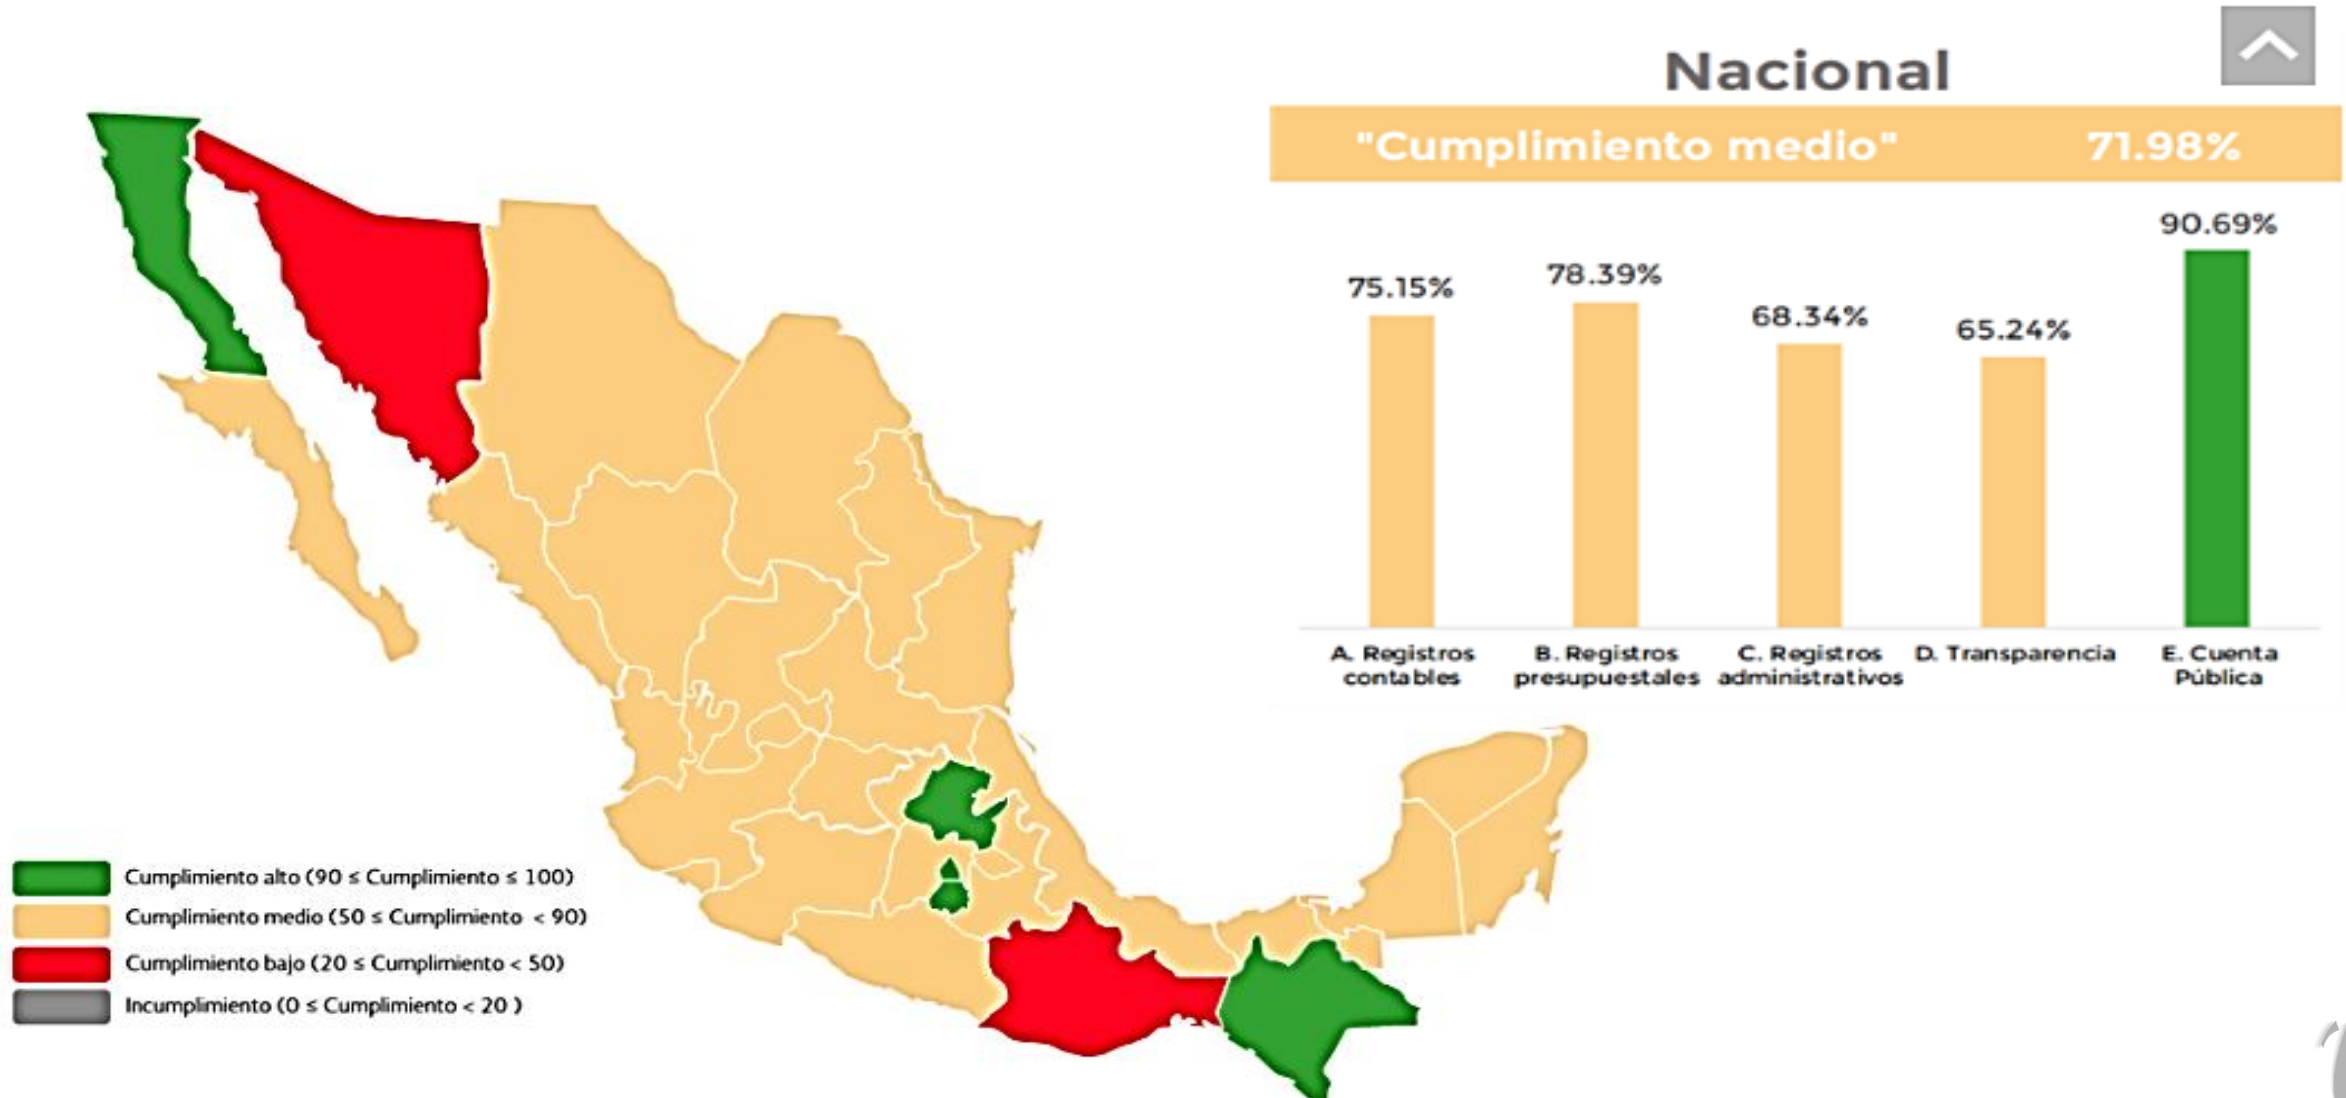 Nacional
"Cumplimiento medio" 71.98%
75.15%
78.39%
68.34%
65.24%
90.69%
A. Registros
contables
B. Registros
presupuestales
C. Registros
administrativos
D. Transparencia
E. Cuenta
Pública
Cumplimiento alto (90 ≤ Cumplimiento ≤ 100)
Cumplimiento medio (50 ≤ Cumplimiento < 90)
Cumplimiento bajo (20 ≤ Cumplimiento < 50)
Incumplimiento (0 ≤ Cumplimiento < 20 )